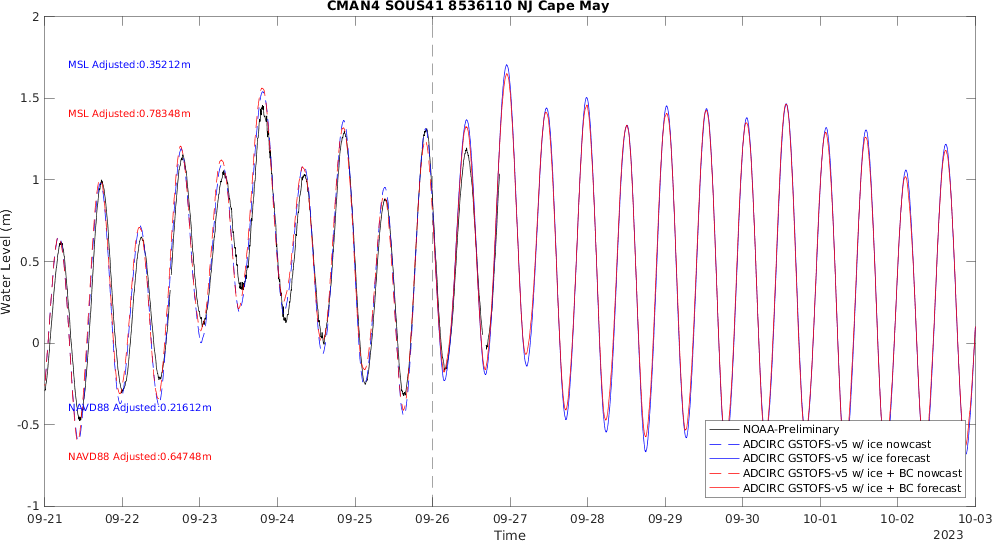 CMAN4 SOUS41 8536110 NJ Cape May
2
1.5
1
0.5
0
-0.5
-1
Water Level (m)
MSL Adjusted:0.35212m
MSL Adjusted:0.78348m
NAVD88 Adjusted:0.21612m
NAVD88 Adjusted:0.64748m
NOAA-Preliminary
ADCIRC GSTOFS-v5 w/ ice nowcast
ADCIRC GSTOFS-v5 w/ ice forecast
ADCIRC GSTOFS-v5 w/ ice + BC nowcast
ADCIRC GSTOFS-v5 w/ ice + BC forecast
09-21 09-22 09-23 09-24 09-25 09-26 09-27 09-28 09-29 09-30 10-01 10-02 10-03
Time
2023